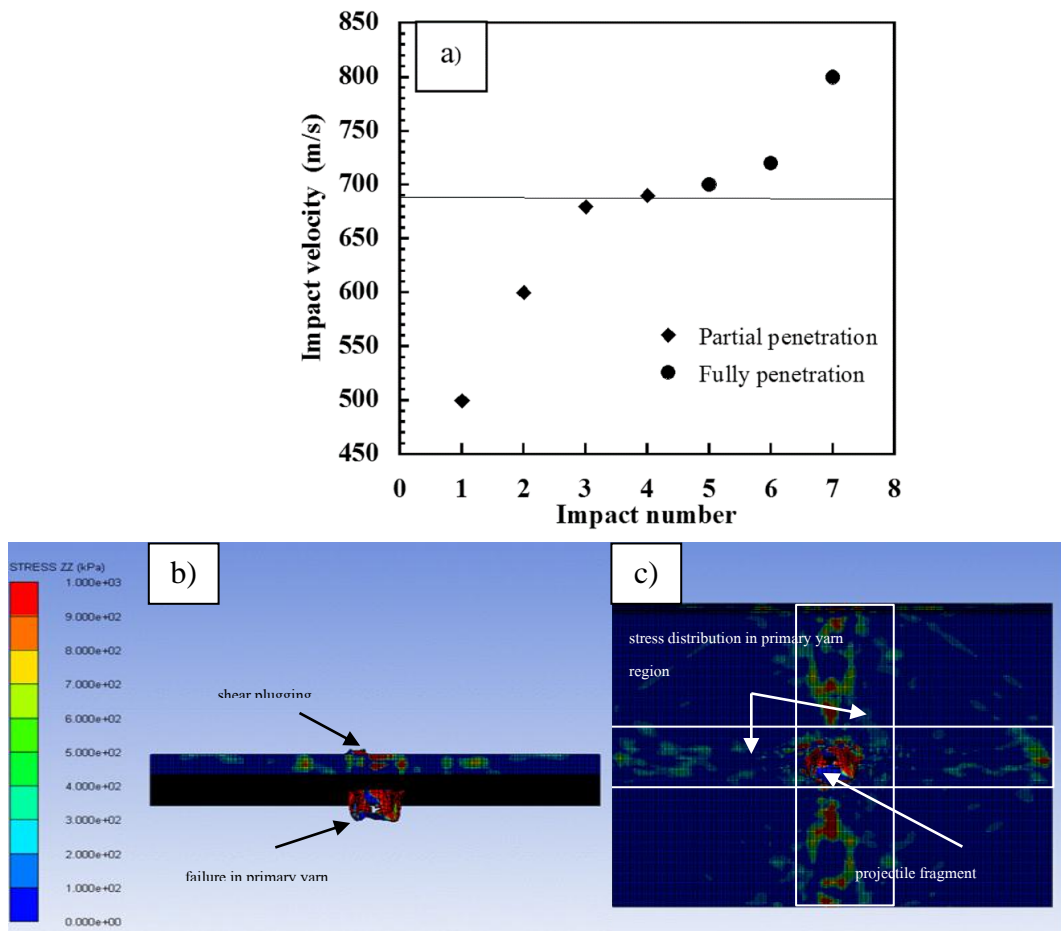 a)
850
800
750
700
650
600
550
500
450
Impact velocity (m/s)
Partial penetration
Fully penetration
0 1 2 3 4 5 6 7 8
Impact number
b)
STRESS ZZ (kPa)
1.000e+03
9.000e+02
8.000e+02
7.000e+02
6.000e+02
5.000e+02
4.000e+02
3.000e+02
2.000e+02
1.000e+02
0.000e+00
shear plugging
failure in primary yarn
c)
stress distribution in primary yarn
region
projectile fragment